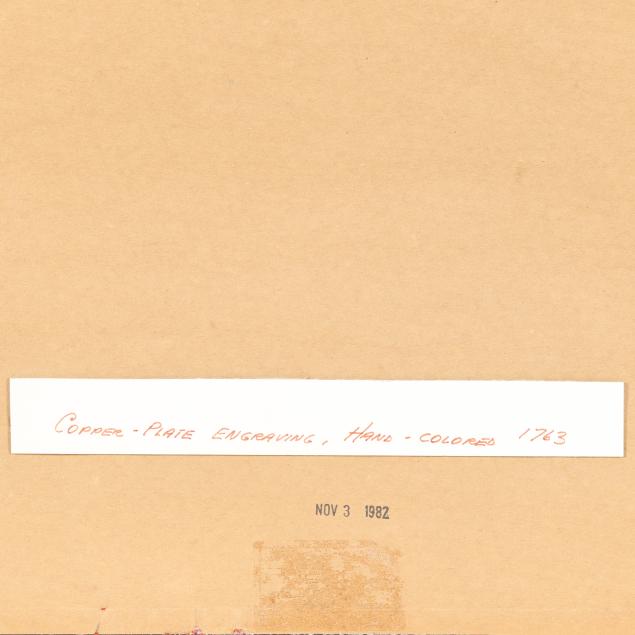 COPPER-PLATE ENGRAVING, HAND-COLORED 1763
NOV 3 1982